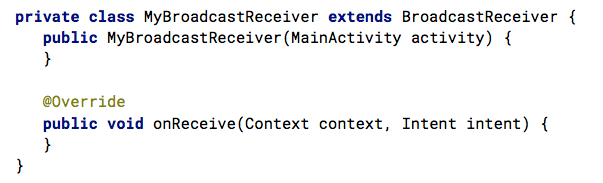 private class MyBroadcastReceiver extends BroadcastReceiver {
   public MyBroadcastReceiver(MainActivity activity) {
   }

   @Override
   public void onReceive(Context context, Intent intent) {
   }
}